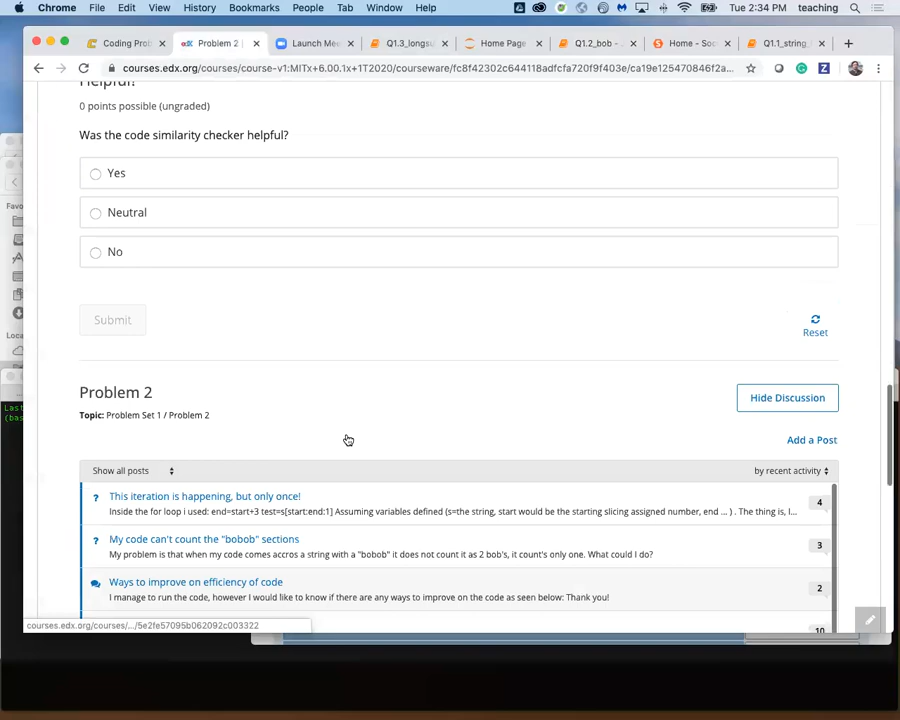 Chrome File Edit View History Bookmarks People Tab Window Help Tue 2:34 PM teaching
Coding Prob Problem 2 | Launch Mee Q1.3_longsu Home Page Q1.2_bob - Home - Soc Q1.1_string_
courses.edx.org/courses/course-v1:MITx+6.00.1x+1T2020/courseware/fc8f42302c644118adfcfa720f9f403e/ca19e125470846f2a...
Helpful?
0 points possible (ungraded)
Was the code similarity checker helpful?
Yes
Favo
Neutral
No
Submit
Loca
Reset
Problem 2
Hide Discussion
Topic: Problem Set 1 / Problem 2
Last
(bas
Add a Post
Show all posts by recent activity
? This iteration is happening, but only once! 4
Inside the for loop i used: end=start+3 test=s[start:end:1] Assuming variables defined (s=the string, start would be the starting slicing assigned number, end ... ) . The thing is, I...
? My code can't count the "bobob" sections 3
My problem is that when my code comes accros a string with a "bobob" it does not count it as 2 bob's, it count's only one. What could I do?
Ways to improve on efficiency of code 2
I manage to run the code, however I would like to know if there are any ways to improve on the code as seen below: Thank you!
10
courses.edx.org/courses/.../5e2fe57095b062092c003322